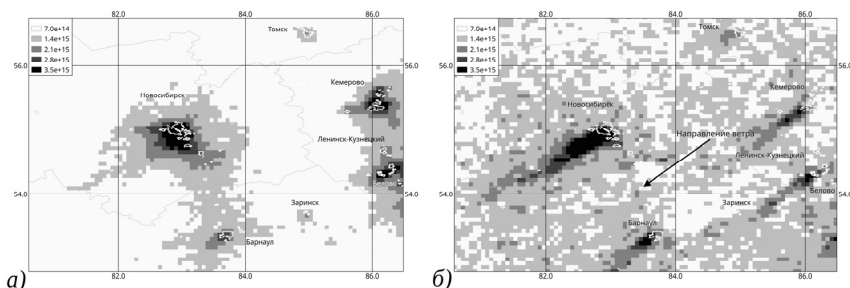 82.0 84.0 86.0
7.0e+14
1.4e+15
2.1e+15
2.8e+15
3.5e+15
Томск
56.0 56.0
Кемерово
Новосибирск
Ленинск-Кузнецкий
54.0 54.0
Белово
Заринск
Барнаул
82.0 84.0 86.0
а)
82.0 84.0 86.0
7.0e+14
1.4e+15
2.1e+15
2.8e+15
3.5e+15
Томск
56.0 56.0
Кемерово
Новосибирск
Направление ветра
Ленинск-Кузнецкий
54.0 54.0
Белово
Заринск
Барнаул
82.0 84.0 86.0
б)